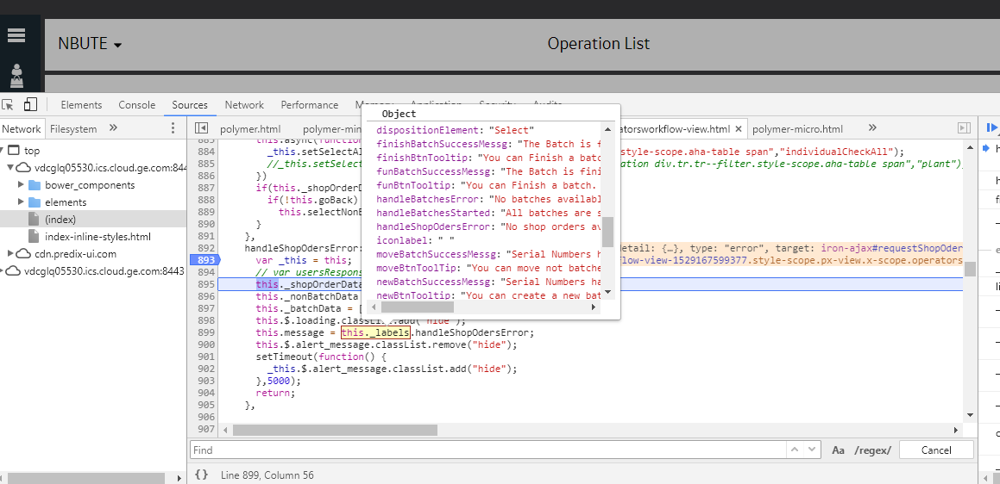 NBUTE
Operation List
Elements Console Sources Network Performance
Network Filesystem »
polymer.html
atorsworkflow-view.html × polymer-micro.html »
top
vdcglq05530.ics.cloud.ge.com:844
bower_components
elements
(index)
index-inline-styles.html
cdn.predix-ui.com
vdcglq05530.ics.cloud.ge.com:8443
Object
dispositionElement: "Select"
finishBatchSuccessMessg: "The Batch is f
finishBtnTooltip: "You can Finish a batc
funBatchSuccessMessg: "The Batch is fini
funBtnTooltip: "You can Finish a batch.
handleBatchesError: "No batches availabl
handleBatchesStarted: "All batches are s
handleShopOdersError: "No shop orders av
iconlabel: " "
moveBatchSuccessMessg: "Serial Numbers h
moveBtnToolTip: "You can move not batche
newBatchSuccessMessg: "Serial Numbers ha
newBtnTooltip: "You can create a new bat
this.async(function
884 _this.setSelectAl style-scope.aha-table span","individualCheckAll");
885 //_this.setSelect ation div.tr.tr--filter.style-scope.aha-table span","plant");
886 })
887 if(this._shopOrderD
888 if(!this.goBack)
889 this.selectNonB
890 }
891 },
892 handleShopOdersError: detail: {…}, type: "error", target: iron-ajax#requestShopOder
893 var _this = this; flow-view-1529167599377.style-scope.px-view.x-scope.operators
894 // var usersRespons
895 this._shopOrderData
896 this._nonBatchData
897 this._batchData = [
898 this.$.loading.classList.add("hide");
899 this.message = this._labels.handleShopOdersError;
900 this.$.alert_message.classList.remove("hide");
901 setTimeout(function() {
902 _this.$.alert_message.classList.add("hide");
903 },5000);
904 return;
905 },
906
907
Find
Aa /regex/ Cancel
{} Line 899, Column 56